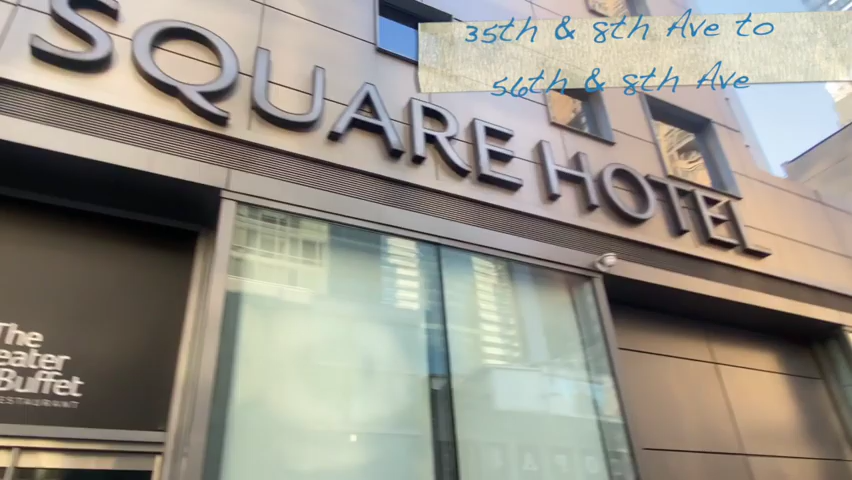 35th & 8th Ave to
56th & 8th Ave
SQUARE HOTEL
The
eater
Buffet
ESTAURANT